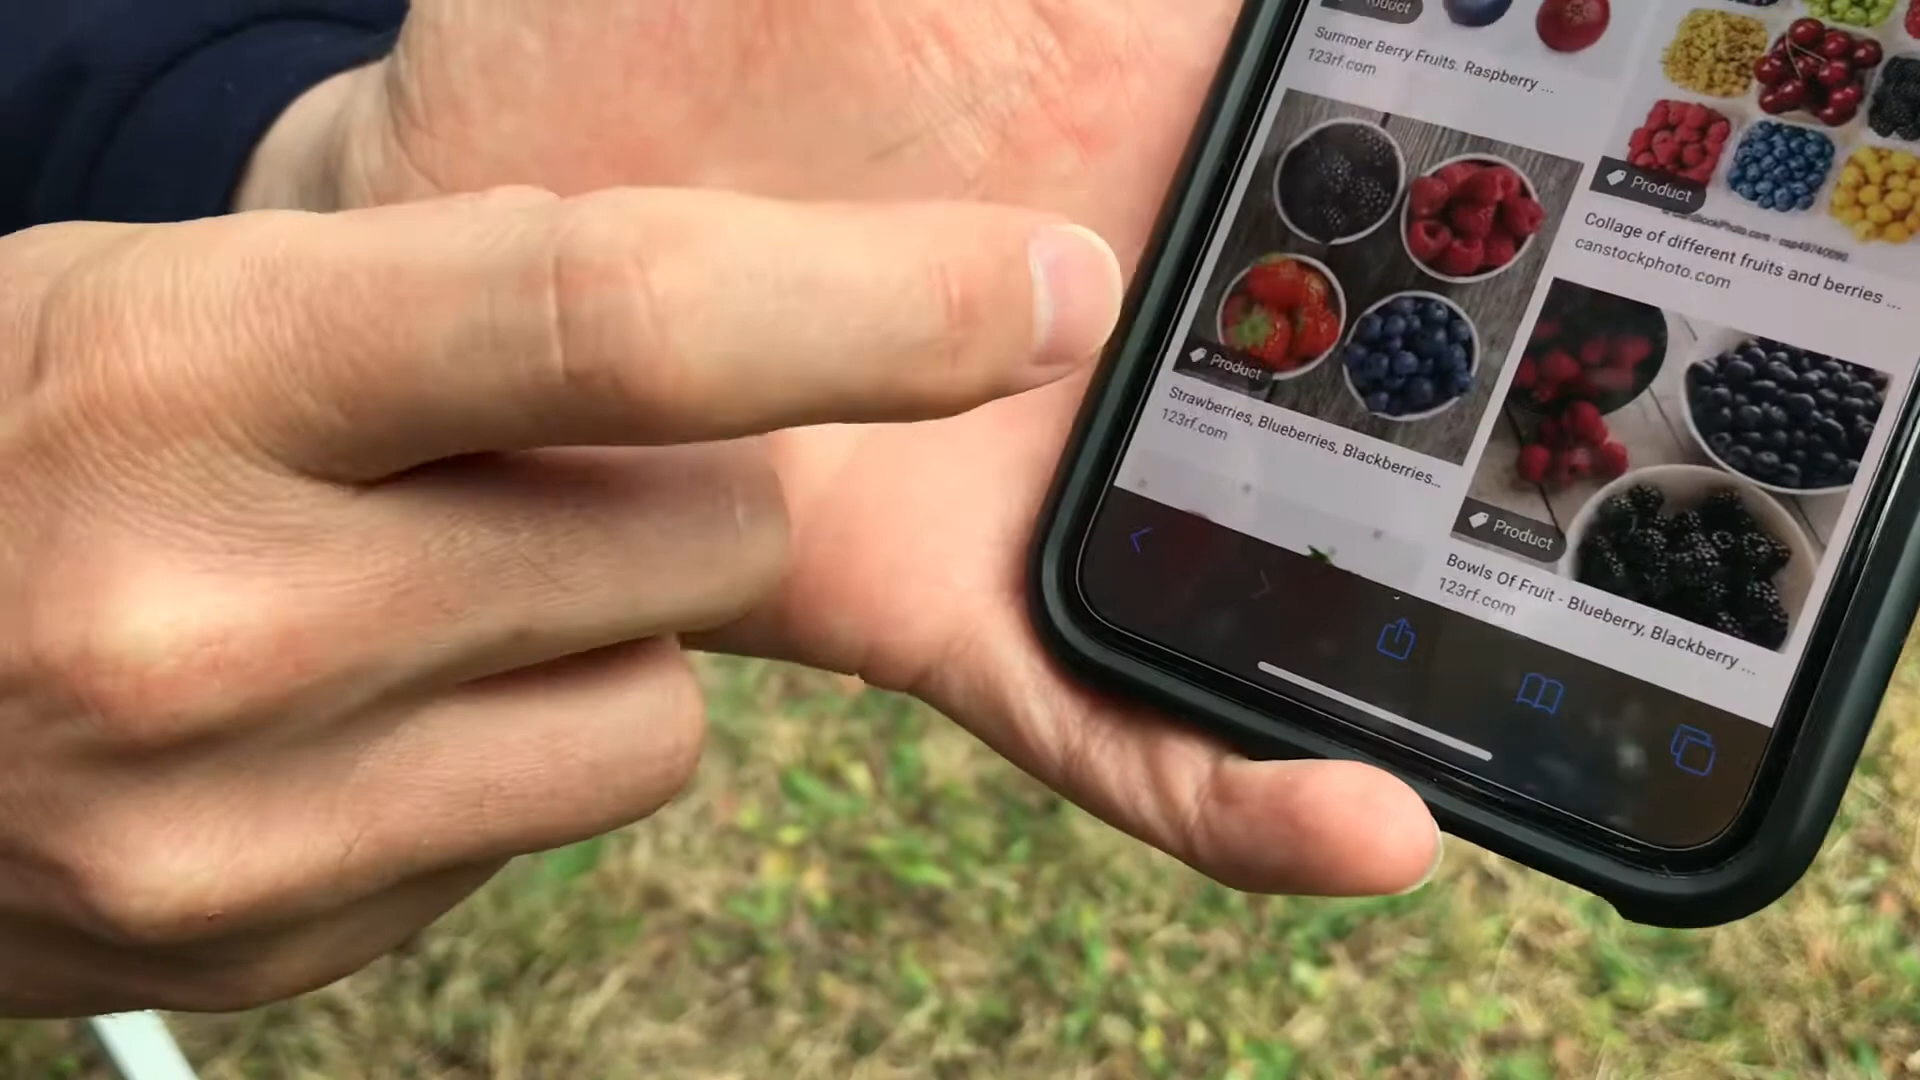 Product
Summer Berry Fruits. Raspberry ...
123rf.com
Product
Collage of different fruits and berries ...
canstockphoto.com
Product
Strawberries, Blueberries, Blackberries...
123rf.com
Product
Bowls Of Fruit - Blueberry, Blackberry ...
123rf.com